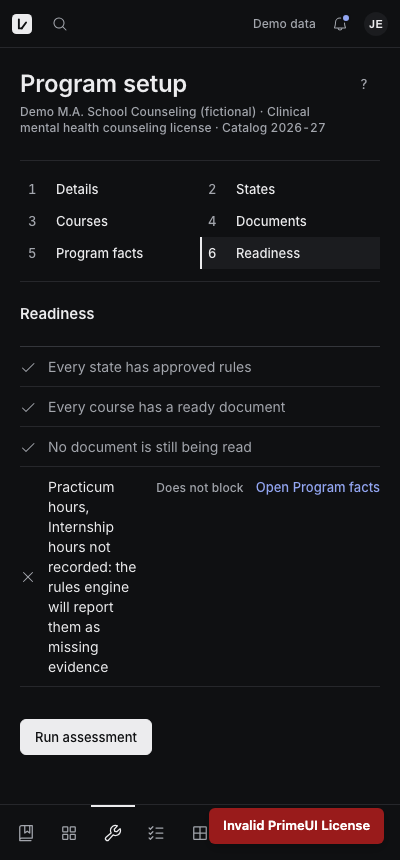 Demo data
JE
Program setup
?
Demo M.A. School Counseling (fictional) · Clinical
mental health counseling license · Catalog 2026-27
1 Details
2 States
3 Courses
4 Documents
5 Program facts
6 Readiness
Readiness
Every state has approved rules
Every course has a ready document
No document is still being read
Practicum
hours,
Internship
hours not
recorded: the
rules engine
will report
them as
missing
evidence
Does not block
Open Program facts
Run assessment
Invalid PrimeUI License